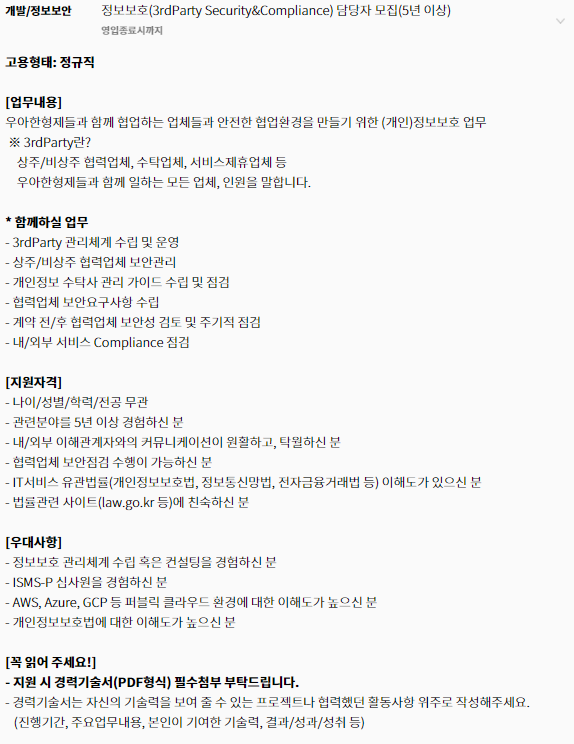 개발/정보보안 정보보호(3rdParty Security&Compliance) 담당자 모집(5년 이상)
영입종료시까지
고용형태: 정규직
[업무내용]
우아한형제들과 함께 협업하는 업체들과 안전한 협업환경을 만들기 위한 (개인)정보보호 업무
※ 3rdParty란?
상주/비상주 협력업체, 수탁업체, 서비스제휴업체 등
우아한형제들과 함께 일하는 모든 업체, 인원을 말합니다.
* 함께하실 업무
- 3rdParty 관리체계 수립 및 운영
- 상주/비상주 협력업체 보안관리
- 개인정보 수탁사 관리 가이드 수립 및 점검
- 협력업체 보안요구사항 수립
- 계약 전/후 협력업체 보안성 검토 및 주기적 점검
- 내/외부 서비스 Compliance 점검
[지원자격]
- 나이/성별/학력/전공 무관
- 관련분야를 5년 이상 경험하신 분
- 내/외부 이해관계자와의 커뮤니케이션이 원활하고, 탁월하신 분
- 협력업체 보안점검 수행이 가능하신 분
- IT서비스 유관법률(개인정보보호법, 정보통신망법, 전자금융거래법 등) 이해도가 있으신 분
- 법률관련 사이트(law.go.kr 등)에 친숙하신 분
[우대사항]
- 정보보호 관리체계 수립 혹은 컨설팅을 경험하신 분
- ISMS-P 심사원을 경험하신 분
- AWS, Azure, GCP 등 퍼블릭 클라우드 환경에 대한 이해도가 높으신 분
- 개인정보보호법에 대한 이해도가 높으신 분
[꼭 읽어 주세요!]
- 지원 시 경력기술서(PDF형식) 필수첨부 부탁드립니다.
- 경력기술서는 자신의 기술력을 보여 줄 수 있는 프로젝트나 협력했던 활동사항 위주로 작성해주세요.
(진행기간, 주요업무내용, 본인이 기여한 기술력, 결과/성과/성취 등)